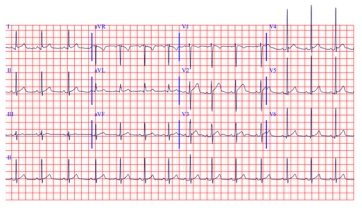 I aVR V1 V4
II aVL V2 V5
III aVF V3 V6
II